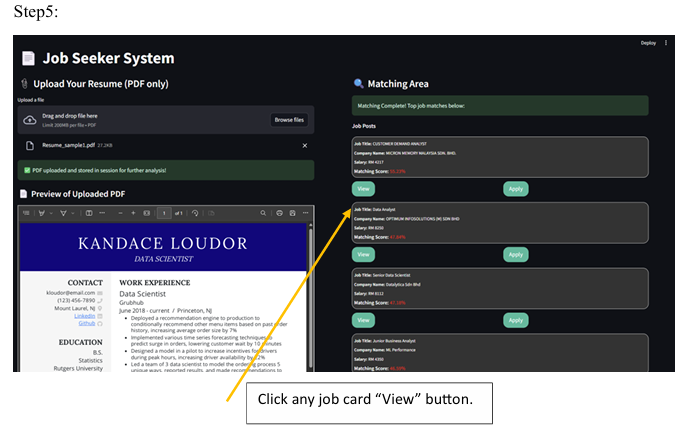 Step5:
Deploy
Job Seeker System
Upload Your Resume (PDF only)
Upload a file
Drag and drop file here
Limit 200MB per file • PDF
Browse files
Resume_sample1.pdf 27.2KB
PDF uploaded and stored in session for further analysis!
Preview of Uploaded PDF
1 of 1
KANDACE LOUDOR
DATA SCIENTIST
CONTACT
kloudor@email.com
(123) 456-7890
Mount Laurel, NJ
LinkedIn
Github
EDUCATION
B.S.
Statistics
Rutgers University
WORK EXPERIENCE
Data Scientist
Grubhub
June 2018 - current / Princeton, NJ
• Deployed a recommendation engine to production to
conditionally recommend other menu items based on past order
history, increasing average order size by 7%
• Implemented various time series forecasting techniques to
predict surge in orders, lowering customer wait by 10 minutes
• Designed a model in a pilot to increase incentives for drivers
during peak hours, increasing driver availability by 22%
• Led a team of 3 data scientist to model the ordering process 5
unique ways, reported results, and made recommendations to
Matching Area
Matching Complete! Top job matches below:
Job Posts
Job Title: CUSTOMER DEMAND ANALYST
Company Name: MICRON MEMORY MALAYSIA SDN. BHD.
Salary: RM 4217
Matching Score:
View
Apply
Job Title: Data Analyst
Company Name: OPTIMUM INFOSOLUTIONS (M) SDN BHD
Salary: RM 8250
Matching Score:
View
Apply
Job Title: Senior Data Scientist
Company Name: Datalytica Sdn Bhd
Salary: RM
Matching Score:
View
Apply
Job Title: Junior Business Analyst
Company Name: ML Performance
Salary: RM 4350
Matching Score:
Click any job card “View” button.